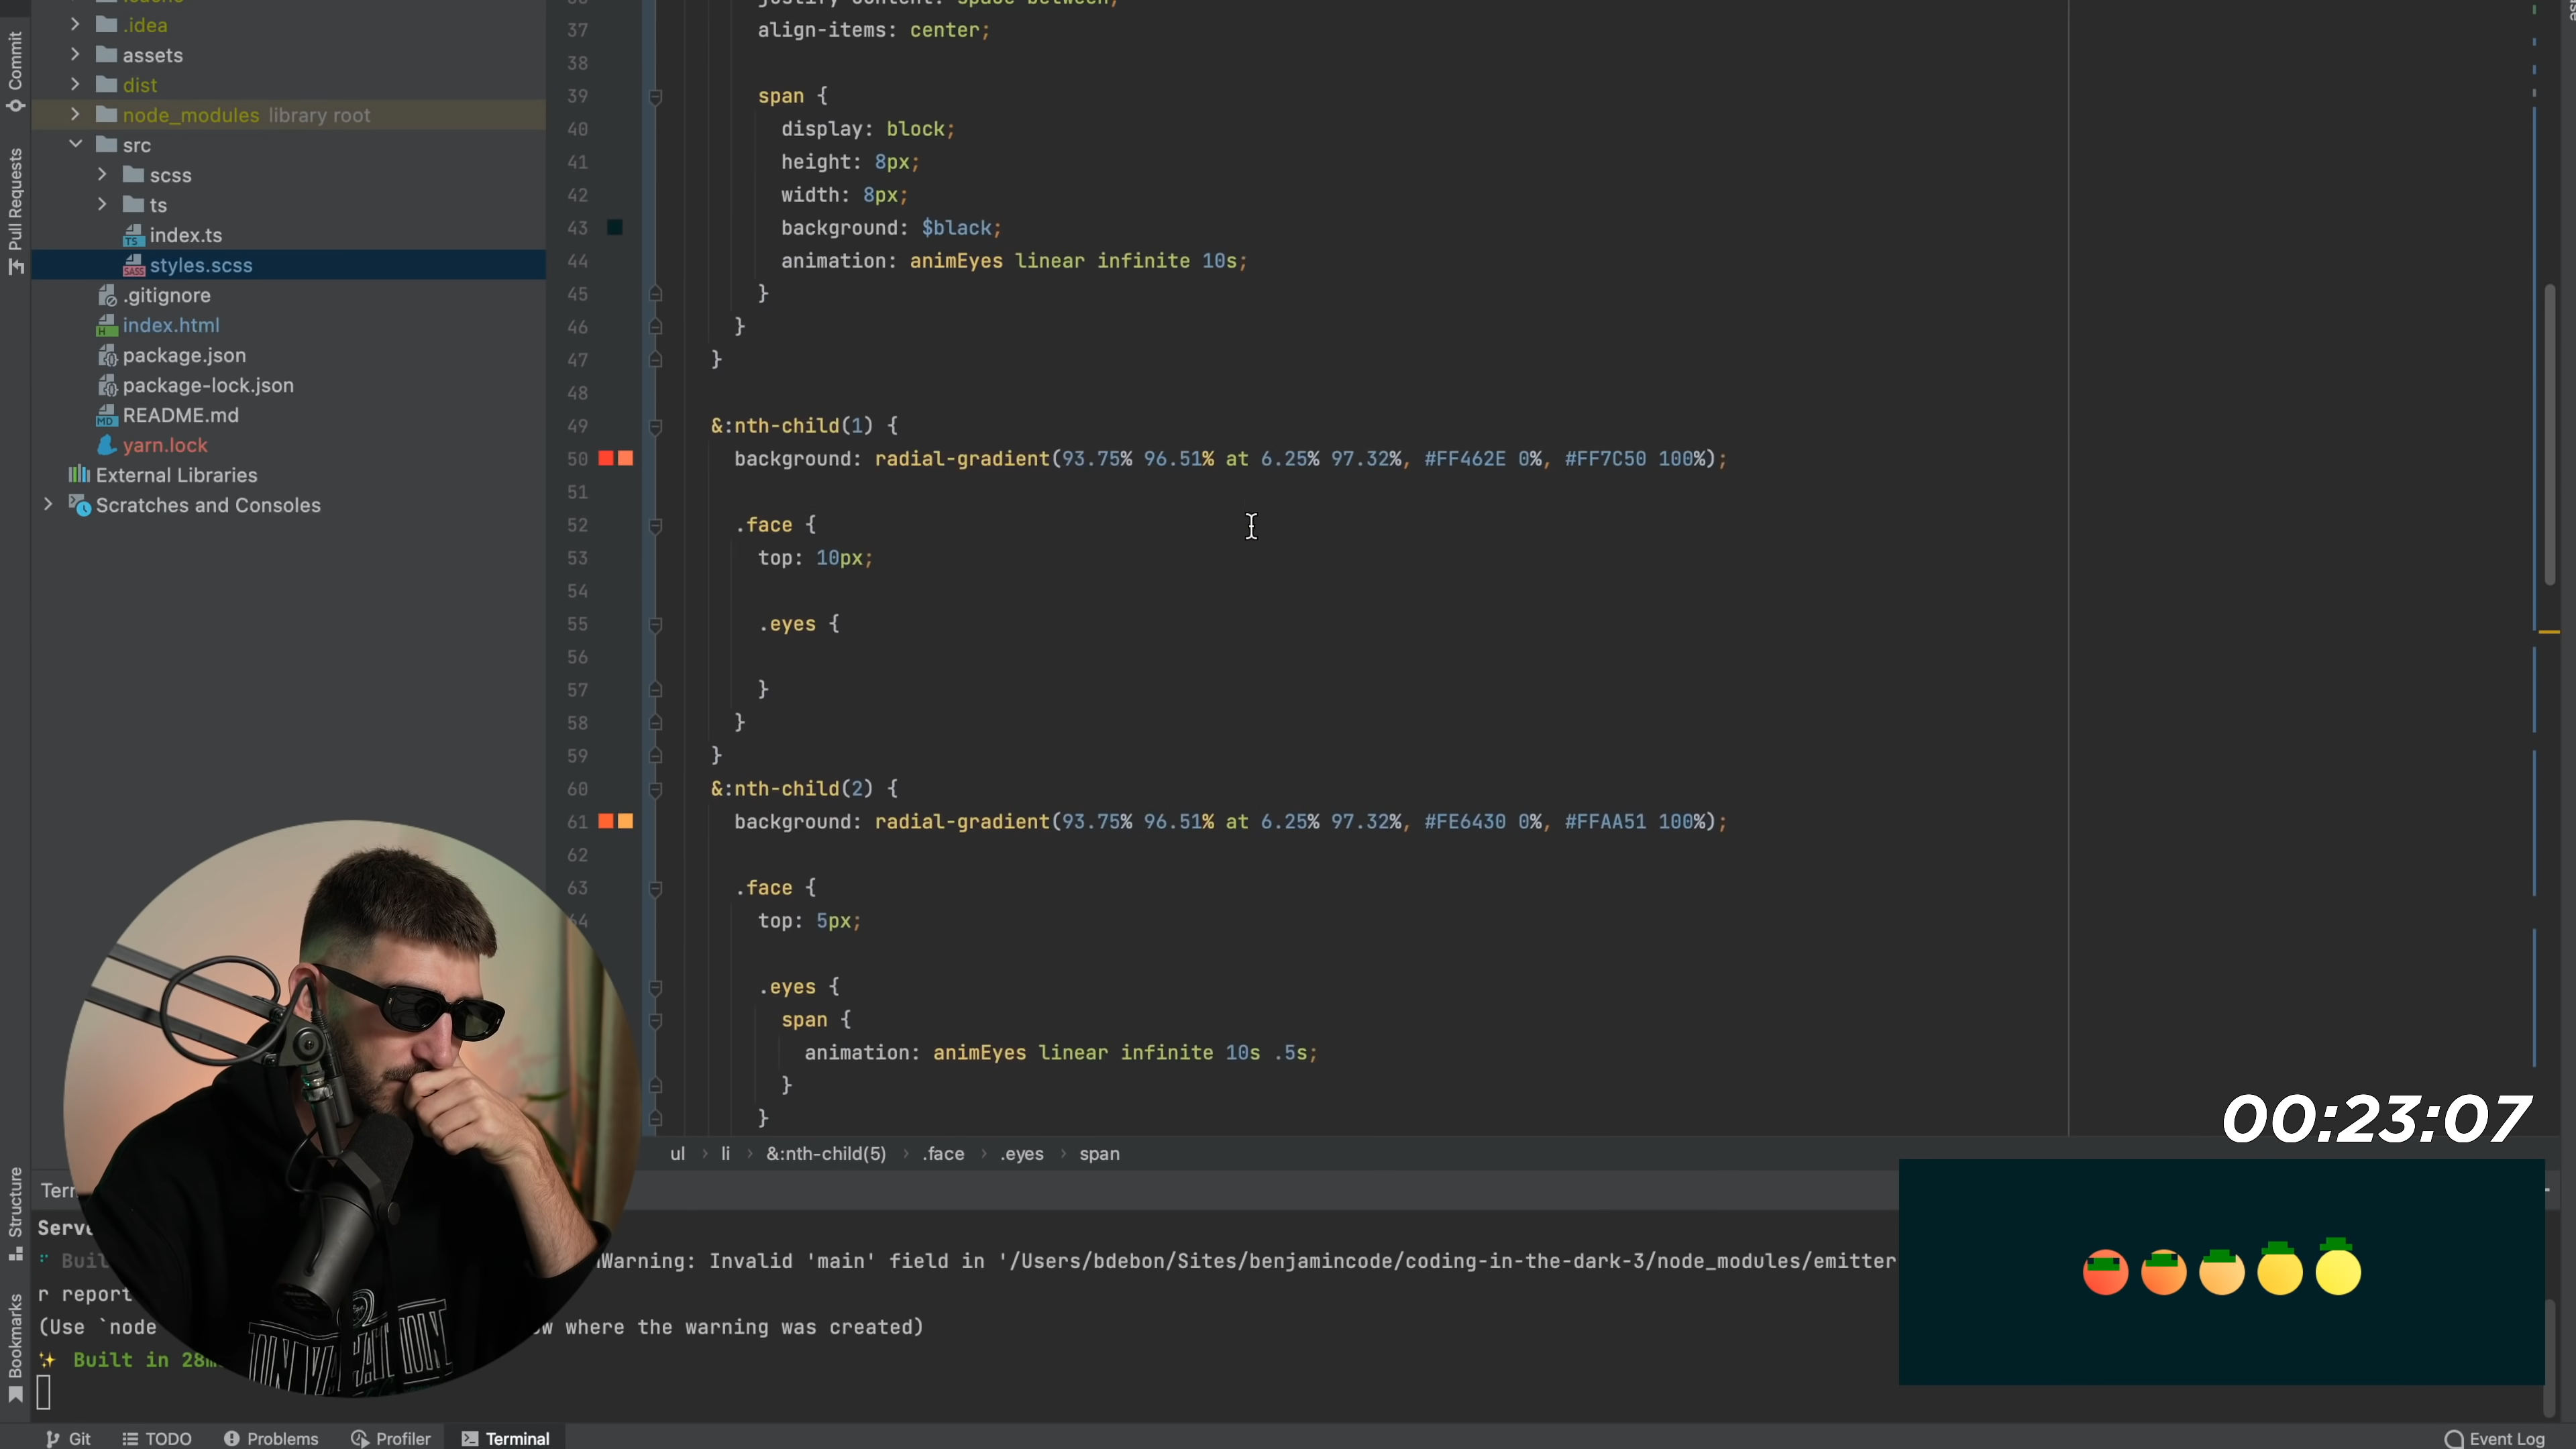 Commit
Pull Requests
Structure
Bookmarks
.idea
assets
dist
node_modules library root
src
scss
ts
index.ts
styles.scss
.gitignore
index.html
package.json
package-lock.json
README.md
yarn.lock
External Libraries
Scratches and Consoles
37 align-items: center;
38
39 span {
40 display: block;
41 height: 8px;
42 width: 8px;
43 background: $black;
44 animation: animEyes linear infinite 10s;
45 }
46 }
47 }
48
49 &:nth-child(1) {
50 background: radial-gradient(93.75% 96.51% at 6.25% 97.32%, #FF462E 0%, #FF7C50 100%);
51
52 .face {
53 top: 10px;
54
55 .eyes {
56
57 }
58 }
59 }
60 &:nth-child(2) {
61 background: radial-gradient(93.75% 96.51% at 6.25% 97.32%, #FE6430 0%, #FFAA51 100%);
62
63 .face {
64 top: 5px;
.eyes {
span {
animation: animEyes linear infinite 10s .5s;
}
}
ul li &:nth-child(5) .face .eyes span
00:23:07
Warning: Invalid 'main' field in '/Users/bdebon/Sites/benjamincode/coding-in-the-dark-3/node_modules/emitter
r report
(Use `node w where the warning was created)
Built in 28m
Git TODO Problems Profiler Terminal Event Log